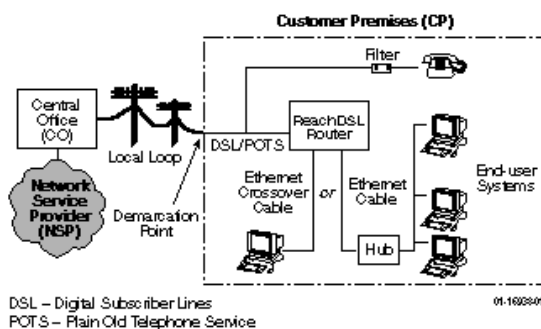 Customer Premises (CP)
Filter
Central
Office
(CO)
ReachDSL
Router
DSL/POTS
Local Loop
Network
Service
Provider
(NSP)
Demarcation
Point
Ethernet
Crossover
Cable
or
Ethernet
Cable
End-user
Systems
Hub
DSL – Digital Subscriber Lines
POTS – Plain Old Telephone Service